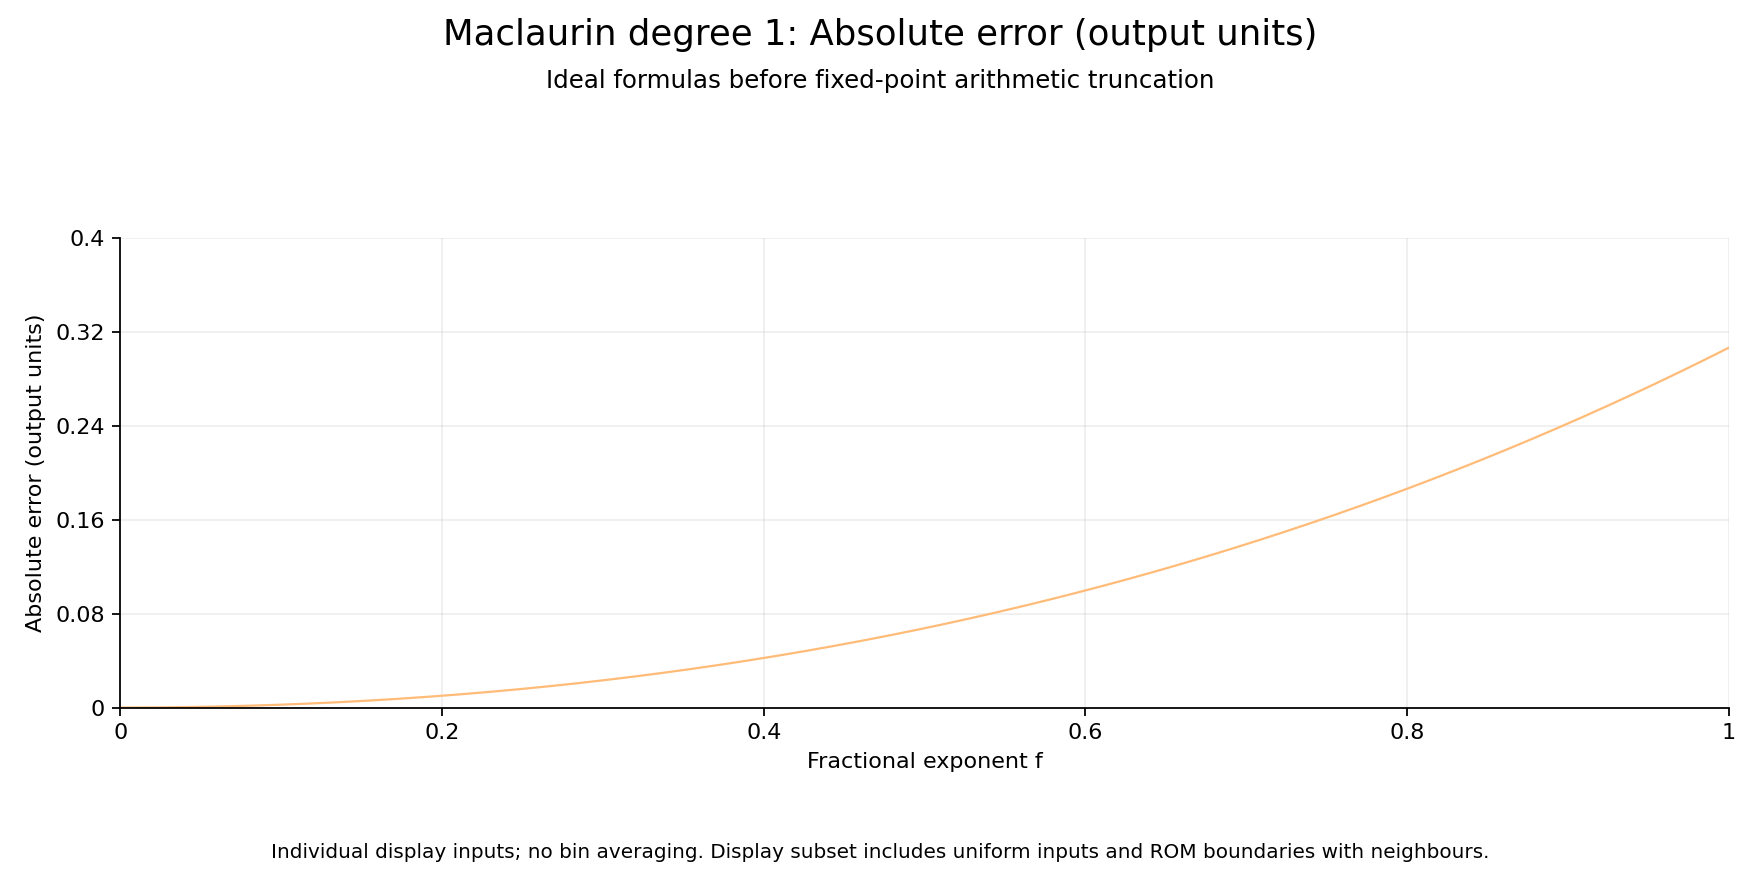 Maclaurin degree 1: Absolute error (output units)
Ideal formulas before fixed-point arithmetic truncation
Absolute error (output units)
0.4
0.32
0.24
0.16
0.08
0
0 0.2 0.4 0.6 0.8 1
Fractional exponent f
Individual display inputs; no bin averaging. Display subset includes uniform inputs and ROM boundaries with neighbours.